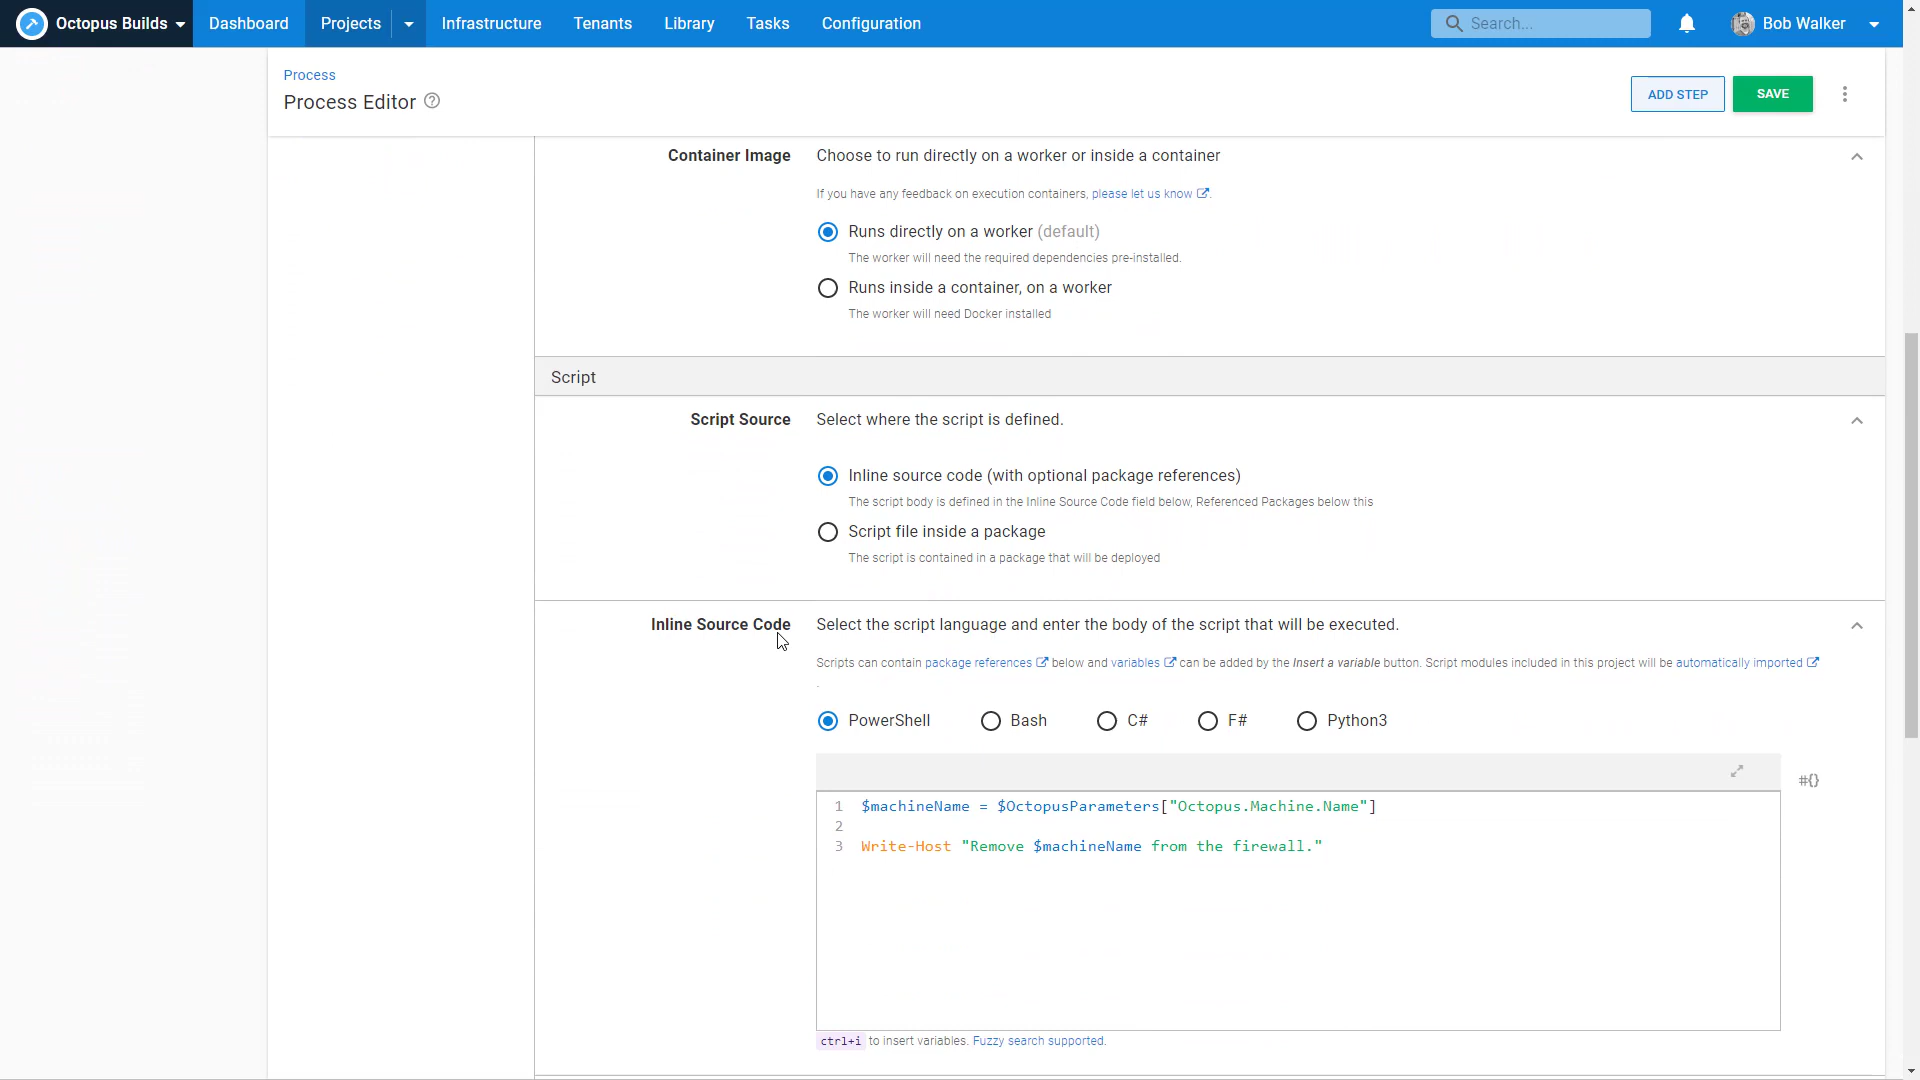 Octopus Builds
Dashboard
Projects
Infrastructure
Tenants
Library
Tasks
Configuration
Search...
Bob Walker
Process
Process Editor
ADD STEP
SAVE
Container Image
Choose to run directly on a worker or inside a container
If you have any feedback on execution containers, please let us know .
Runs directly on a worker (default)
The worker will need the required dependencies pre-installed.
Runs inside a container, on a worker
The worker will need Docker installed
Script
Script Source
Select where the script is defined.
Inline source code (with optional package references)
The script body is defined in the Inline Source Code field below, Referenced Packages below this
Script file inside a package
The script is contained in a package that will be deployed
Inline Source Code
Select the script language and enter the body of the script that will be executed.
Scripts can contain package references below and variables can be added by the Insert a variable button. Script modules included in this project will be automatically imported
.
PowerShell
Bash
C#
F#
Python3
#{}
1 $machineName = $OctopusParameters["Octopus.Machine.Name"]
2
3 Write-Host "Remove $machineName from the firewall."
ctrl+i to insert variables. Fuzzy search supported.